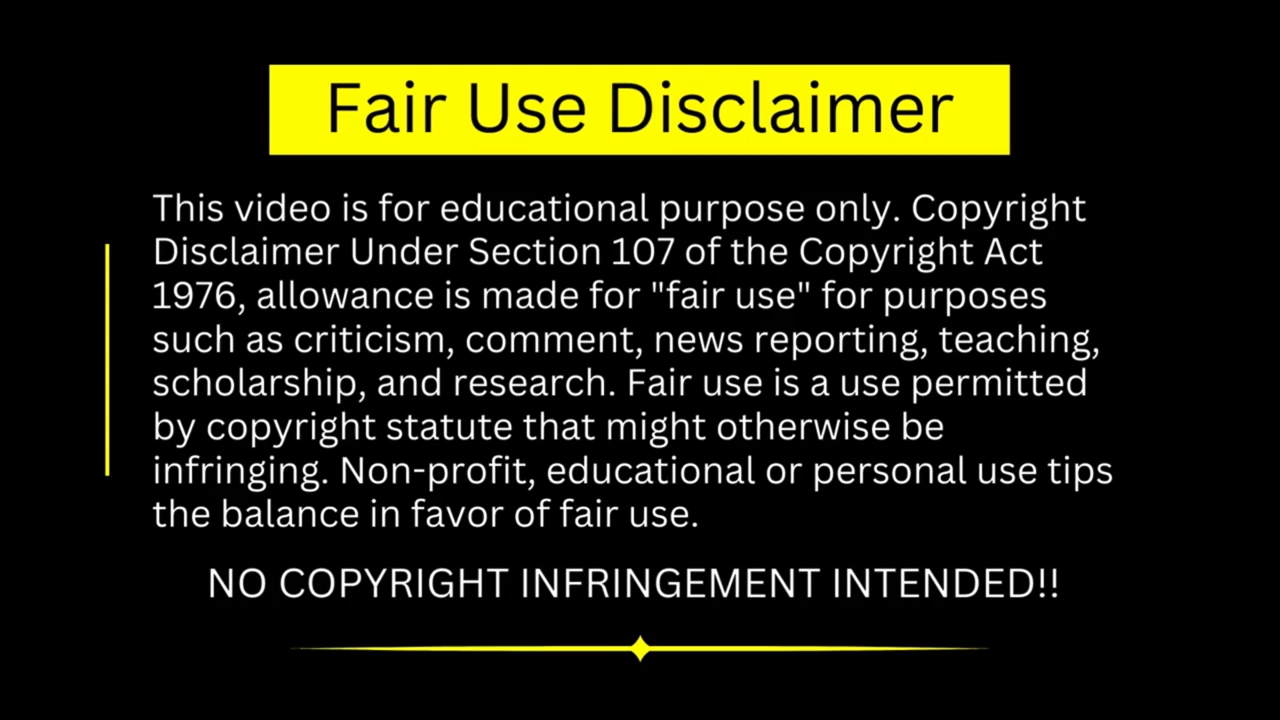 Fair Use Disclaimer
This video is for educational purpose only. Copyright
Disclaimer Under Section 107 of the Copyright Act
1976, allowance is made for "fair use" for purposes
such as criticism, comment, news reporting, teaching,
scholarship, and research. Fair use is a use permitted
by copyright statute that might otherwise be
infringing. Non-profit, educational or personal use tips
the balance in favor of fair use.
NO COPYRIGHT INFRINGEMENT INTENDED!!